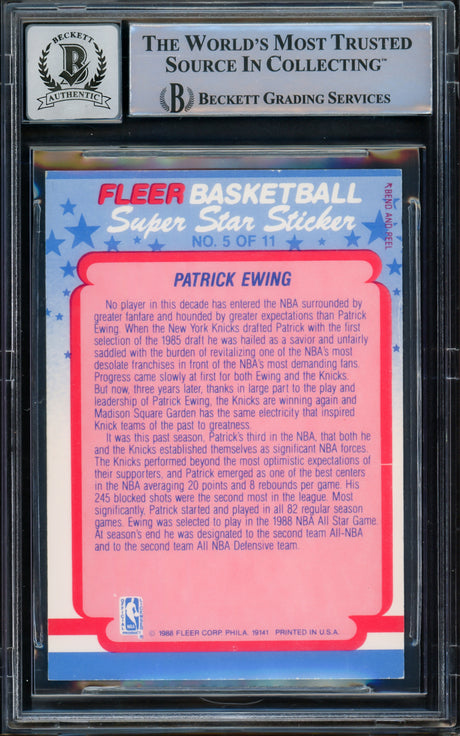 BECKETT
B
AUTHENTIC
THE WORLD'S MOST TRUSTED
SOURCE IN COLLECTING™
B BECKETT GRADING SERVICES
FLEER BASKETBALL
Super Star Sticker
NO. 5 OF 11
BEND AND PEEL
PATRICK EWING
No player in this decade has entered the NBA surrounded by
greater fanfare and hounded by greater expectations than Patrick
Ewing. When the New York Knicks drafted Patrick with the first
selection of the 1985 draft he was hailed as a savior and unfairly
saddled with the burden of revitalizing one of the NBA's most
desolate franchises in front of the NBA's most demanding fans.
Progress came slowly at first for both Ewing and the Knicks.
But now, three years later, thanks in large part to the play and
leadership of Patrick Ewing, the Knicks are winning again and
Madison Square Garden has the same electricity that inspired
Knick teams of the past to greatness.
It was this past season, Patrick's third in the NBA, that both he
and the Knicks established themselves as significant NBA forces.
The Knicks performed beyond the most optimistic expectations of
their supporters, and Patrick emerged as one of the best centers
in the NBA averaging 20 points and 8 rebounds per game. His
245 blocked shots were the second most in the league. Most
significantly, Patrick started and played in all 82 regular season
games. Ewing was selected to play in the 1988 NBA All Star Game.
At season's end he was designated to the second team All-NBA
and to the second team All NBA Defensive team.
OFFICIAL
NBA
PRODUCT
© 1988 FLEER CORP. PHILA. 19141 PRINTED IN U.S.A.